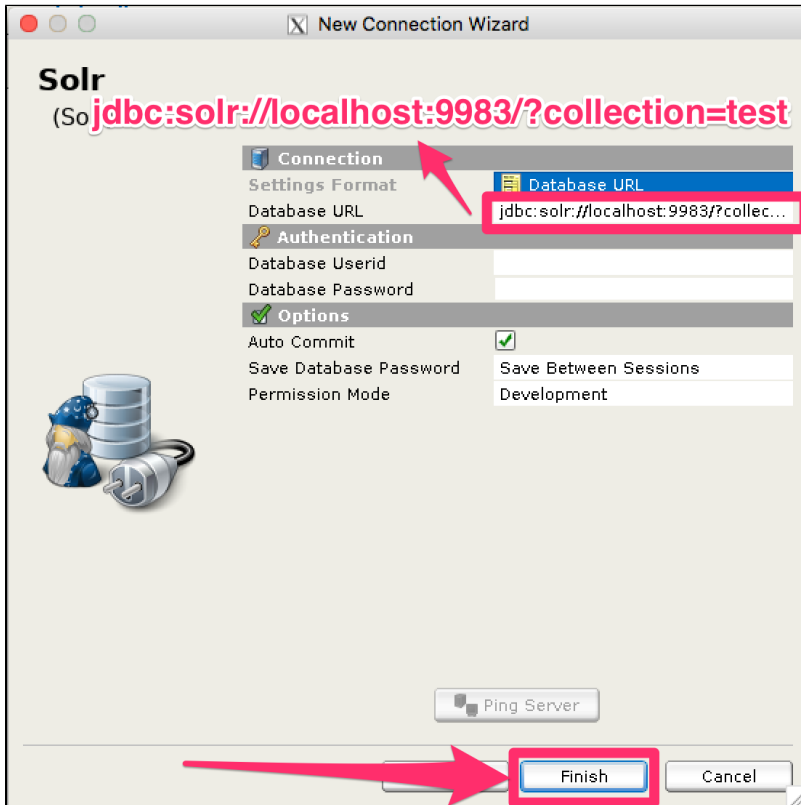 New Connection Wizard
Solr
(So
jdbc:solr://localhost:9983/?collection=test
Connection
Settings Format Database URL
Database URL jdbc:solr://localhost:9983/?collec...
Authentication
Database Userid
Database Password
Options
Auto Commit
Save Database Password Save Between Sessions
Permission Mode Development
Ping Server
Finish Cancel